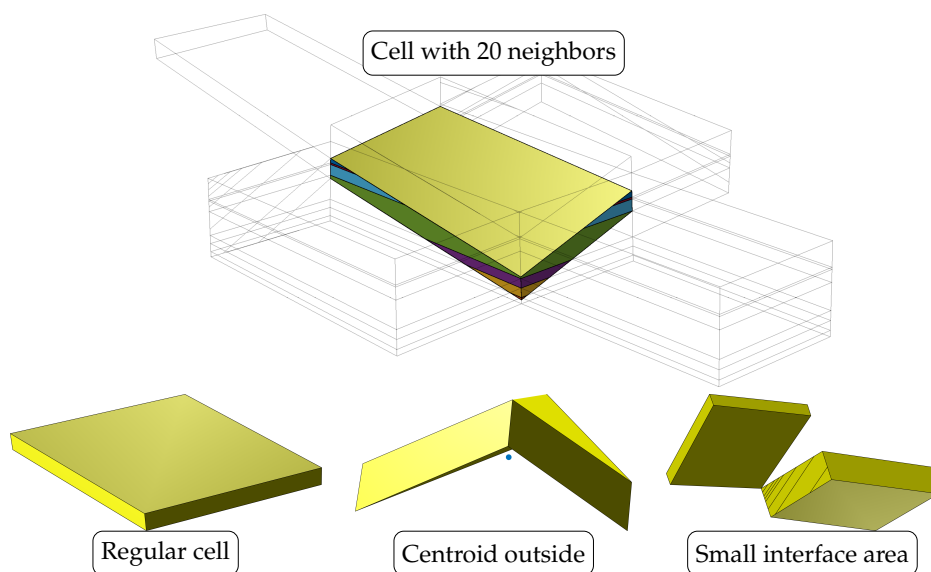 Cell with 20 neighbors
Regular cell
Centroid outside
Small interface area